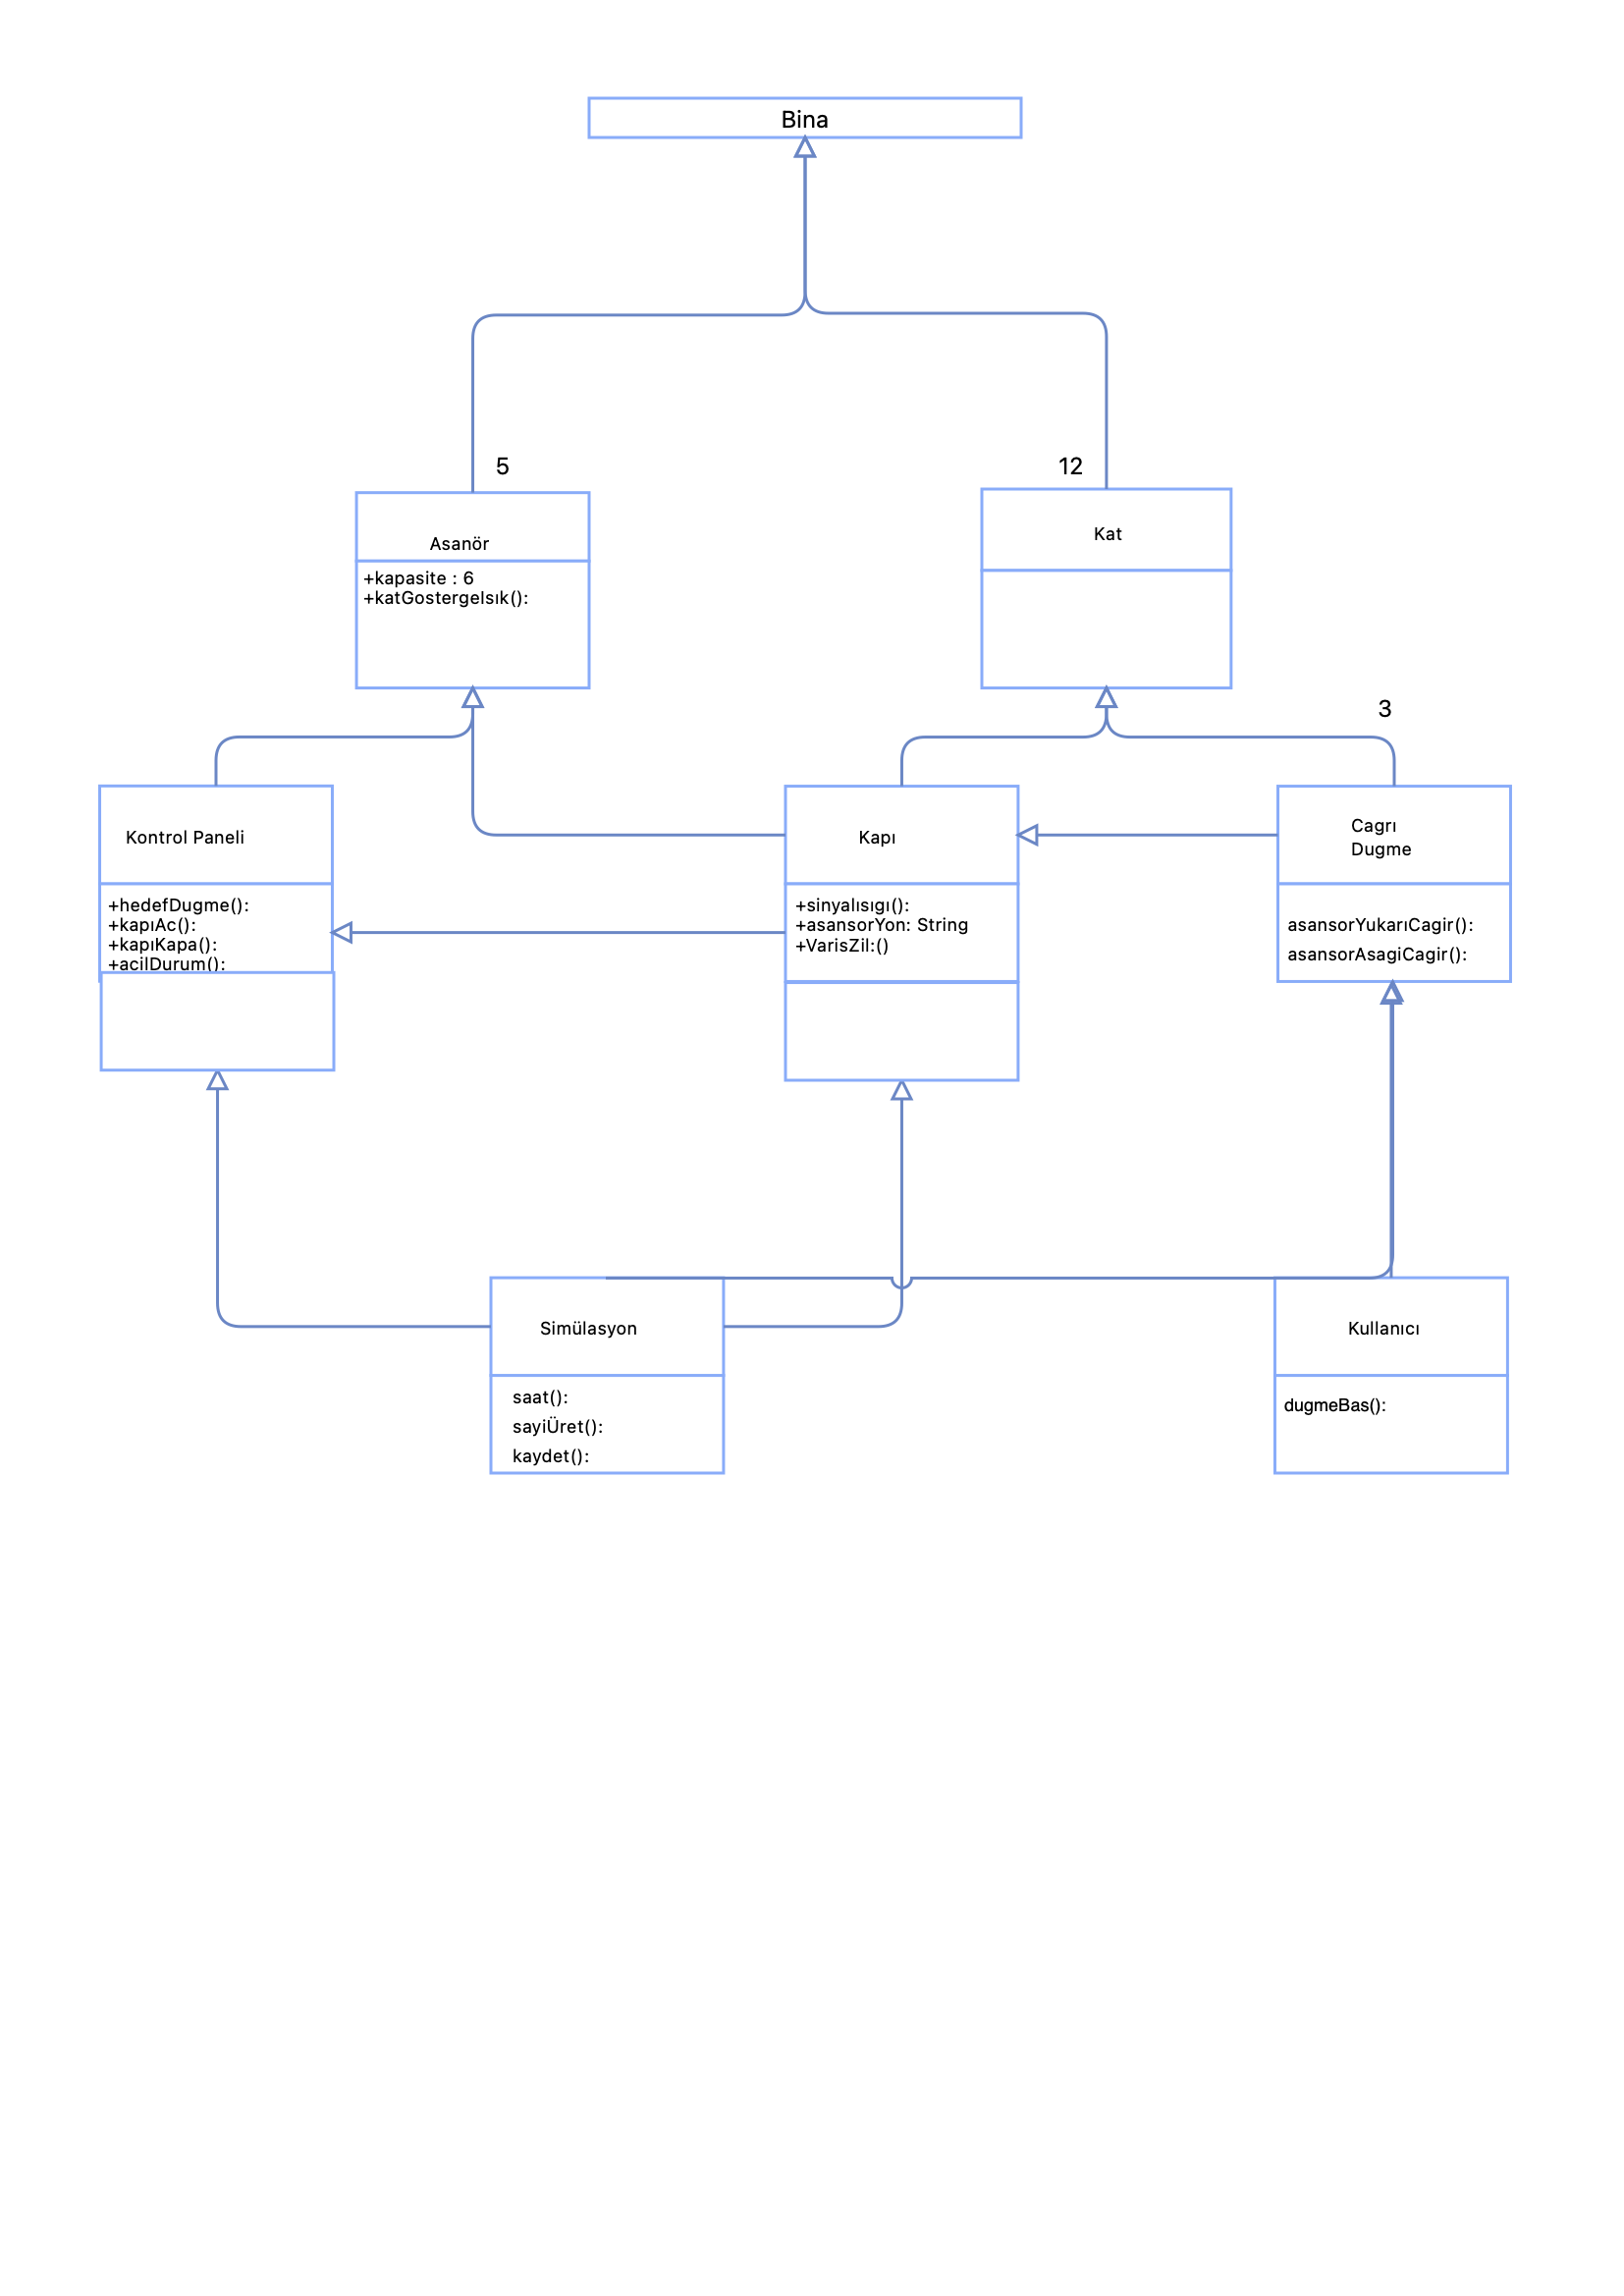 Bina
5
12
Asanör
+kapasite : 6
+katGostergeIsık():
Kat
3
Kontrol Paneli
+hedefDugme():
+kapıAc():
+kapıKapa():
+acilDurum():
Kapı
+sinyalısıgı():
+asansorYon: String
+VarisZil:()
Cagrı
Dugme
asansorYukarıCagir():
asansorAsagiCagir():
Simülasyon
saat():
sayiÜret():
kaydet():
Kullanıcı
dugmeBas():